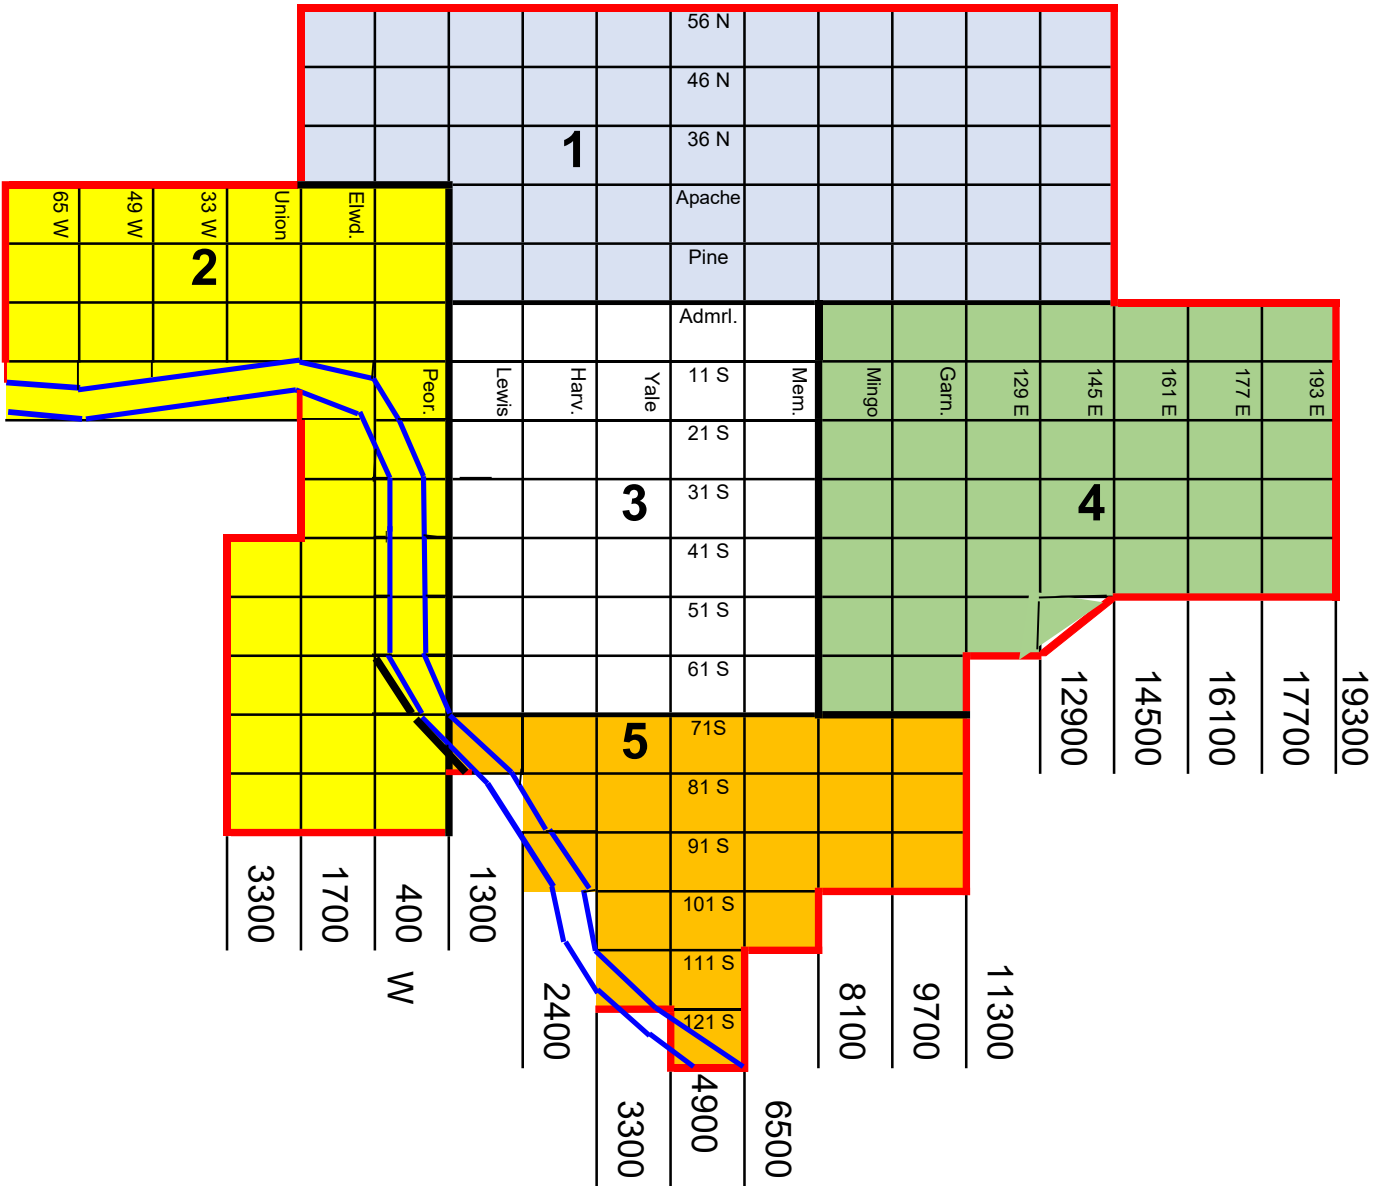 56 N
46 N
1
36 N
Apache
65 W
49 W
33 W
Union
Elwd.
2
Pine
Admrl.
Peor.
Lewis
Harv.
Yale
11 S
Mem.
Mingo
Garn.
129 E
145 E
161 E
177 E
193 E
21 S
3
31 S
4
41 S
51 S
61 S
5
71S
81 S
91 S
101 S
111 S
121 S
12900
14500
16100
17700
19300
3300
1700
400 W
1300
2400
3300
4900
6500
8100
9700
11300